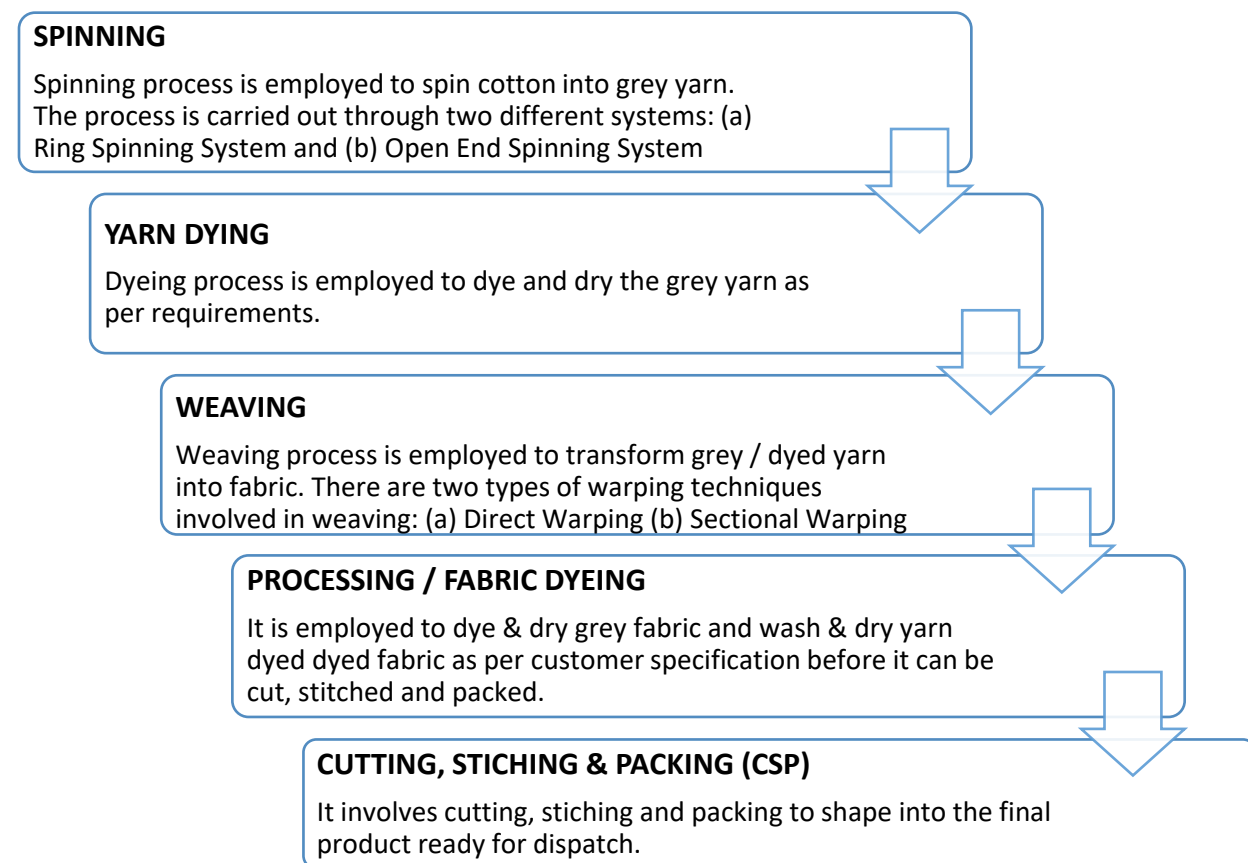 SPINNING
Spinning process is employed to spin cotton into grey yarn.
The process is carried out through two different systems: (a)
Ring Spinning System and (b) Open End Spinning System
YARN DYING
Dyeing process is employed to dye and dry the grey yarn as
per requirements.
WEAVING
Weaving process is employed to transform grey / dyed yarn
into fabric. There are two types of warping techniques
involved in weaving: (a) Direct Warping (b) Sectional Warping
PROCESSING / FABRIC DYEING
It is employed to dye & dry grey fabric and wash & dry yarn
dyed dyed fabric as per customer specification before it can be
cut, stitched and packed.
CUTTING, STICHING & PACKING (CSP)
It involves cutting, stiching and packing to shape into the final
product ready for dispatch.